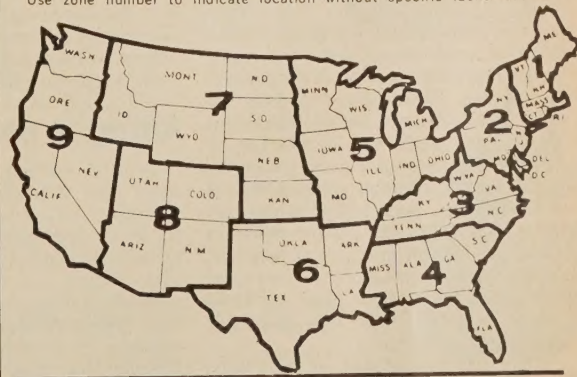 Use zone number to indicate location without specific
WASH
MONT
N.D.
MINN
ME.
VT.
1
N.H.
MASS
CT.
R.I.
ORE
ID
7
WIS
MICH
N.Y.
2
S.D.
WYO
9
NEV
IOWA
5
PA.
NEB
ILL
IND
OHIO
DEL
D.C.
UTAH
COLO.
KAN
MO
W.VA
VA
CALIF
8
KY
3
TENN
N.C.
ARIZ
N.M.
OKLA
ARK
S.C.
6
MISS
ALA
GA
4
TEX
LA
FLA